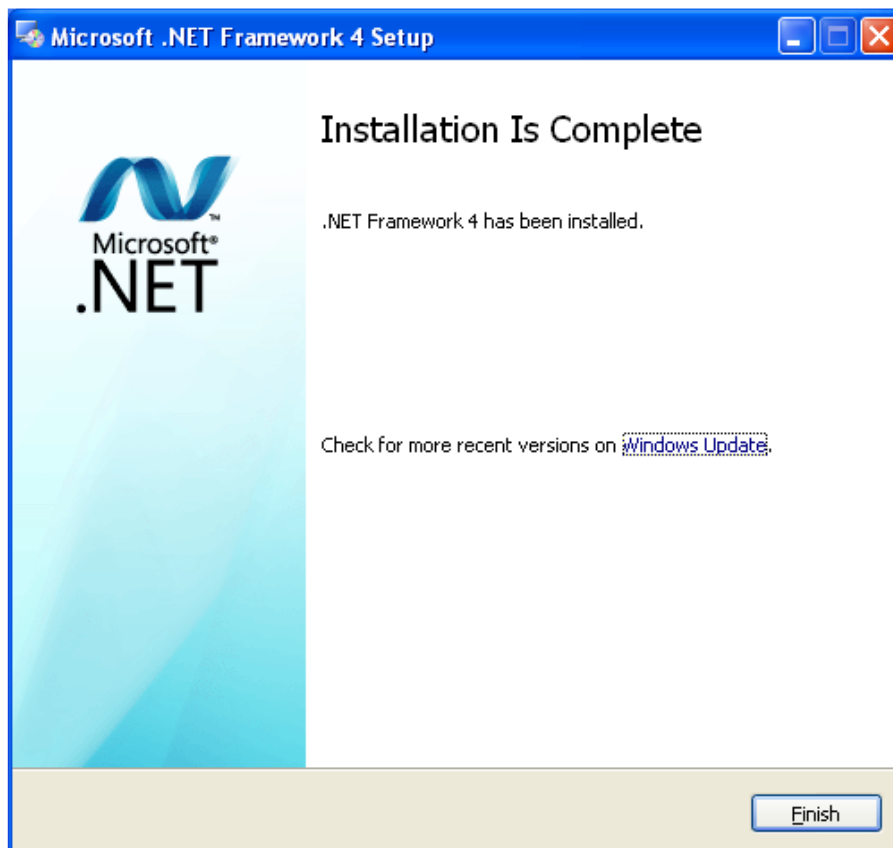 Microsoft .NET Framework 4 Setup
Installation Is Complete
.NET Framework 4 has been installed.
™
Microsoft®
.NET
Check for more recent versions on Windows Update.
Finish